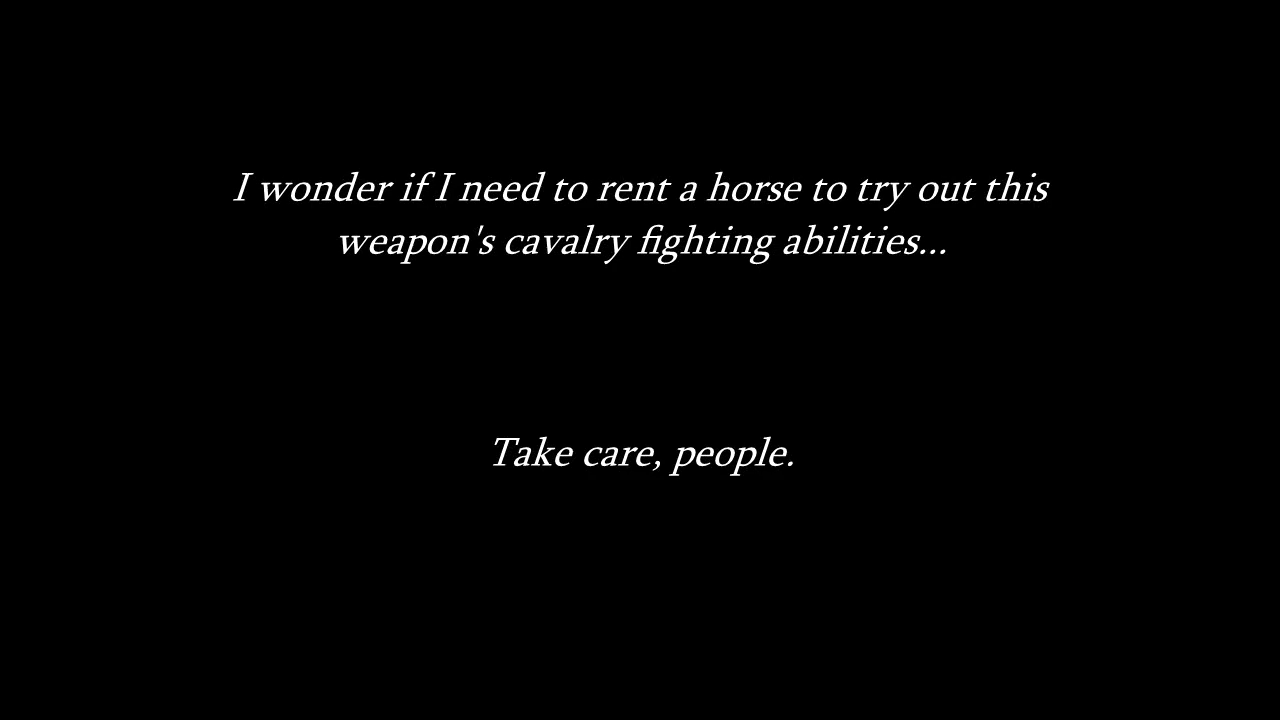 I wonder if I need to rent a horse to try out this
weapon's cavalry fighting abilities...
Take care, people.